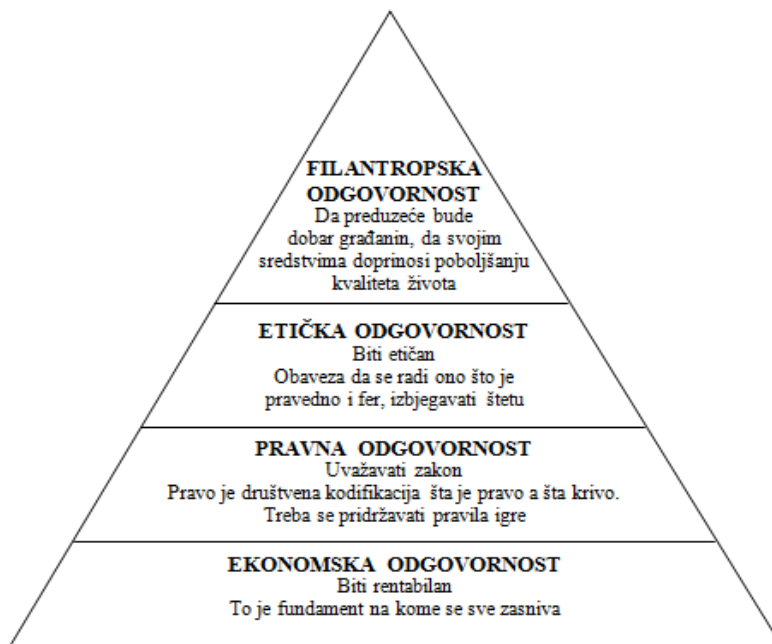 FILANTROPSKA
ODGOVORNOST
Da preduzeće bude
dobar građanin, da svojim
sredstvima doprinosi poboljšanju
kvaliteta života
ETIČKA ODGOVORNOST
Biti etičan
Obaveza da se radi ono što je
pravedno i fer, izbjegavati štetu
PRAVNA ODGOVORNOST
Uvažavati zakon
Pravo je društvena kodifikacija šta je pravo a šta krivo.
Treba se pridržavati pravila igre
EKONOMSKA ODGOVORNOST
Biti rentabilan
To je fundament na kome se sve zasniva